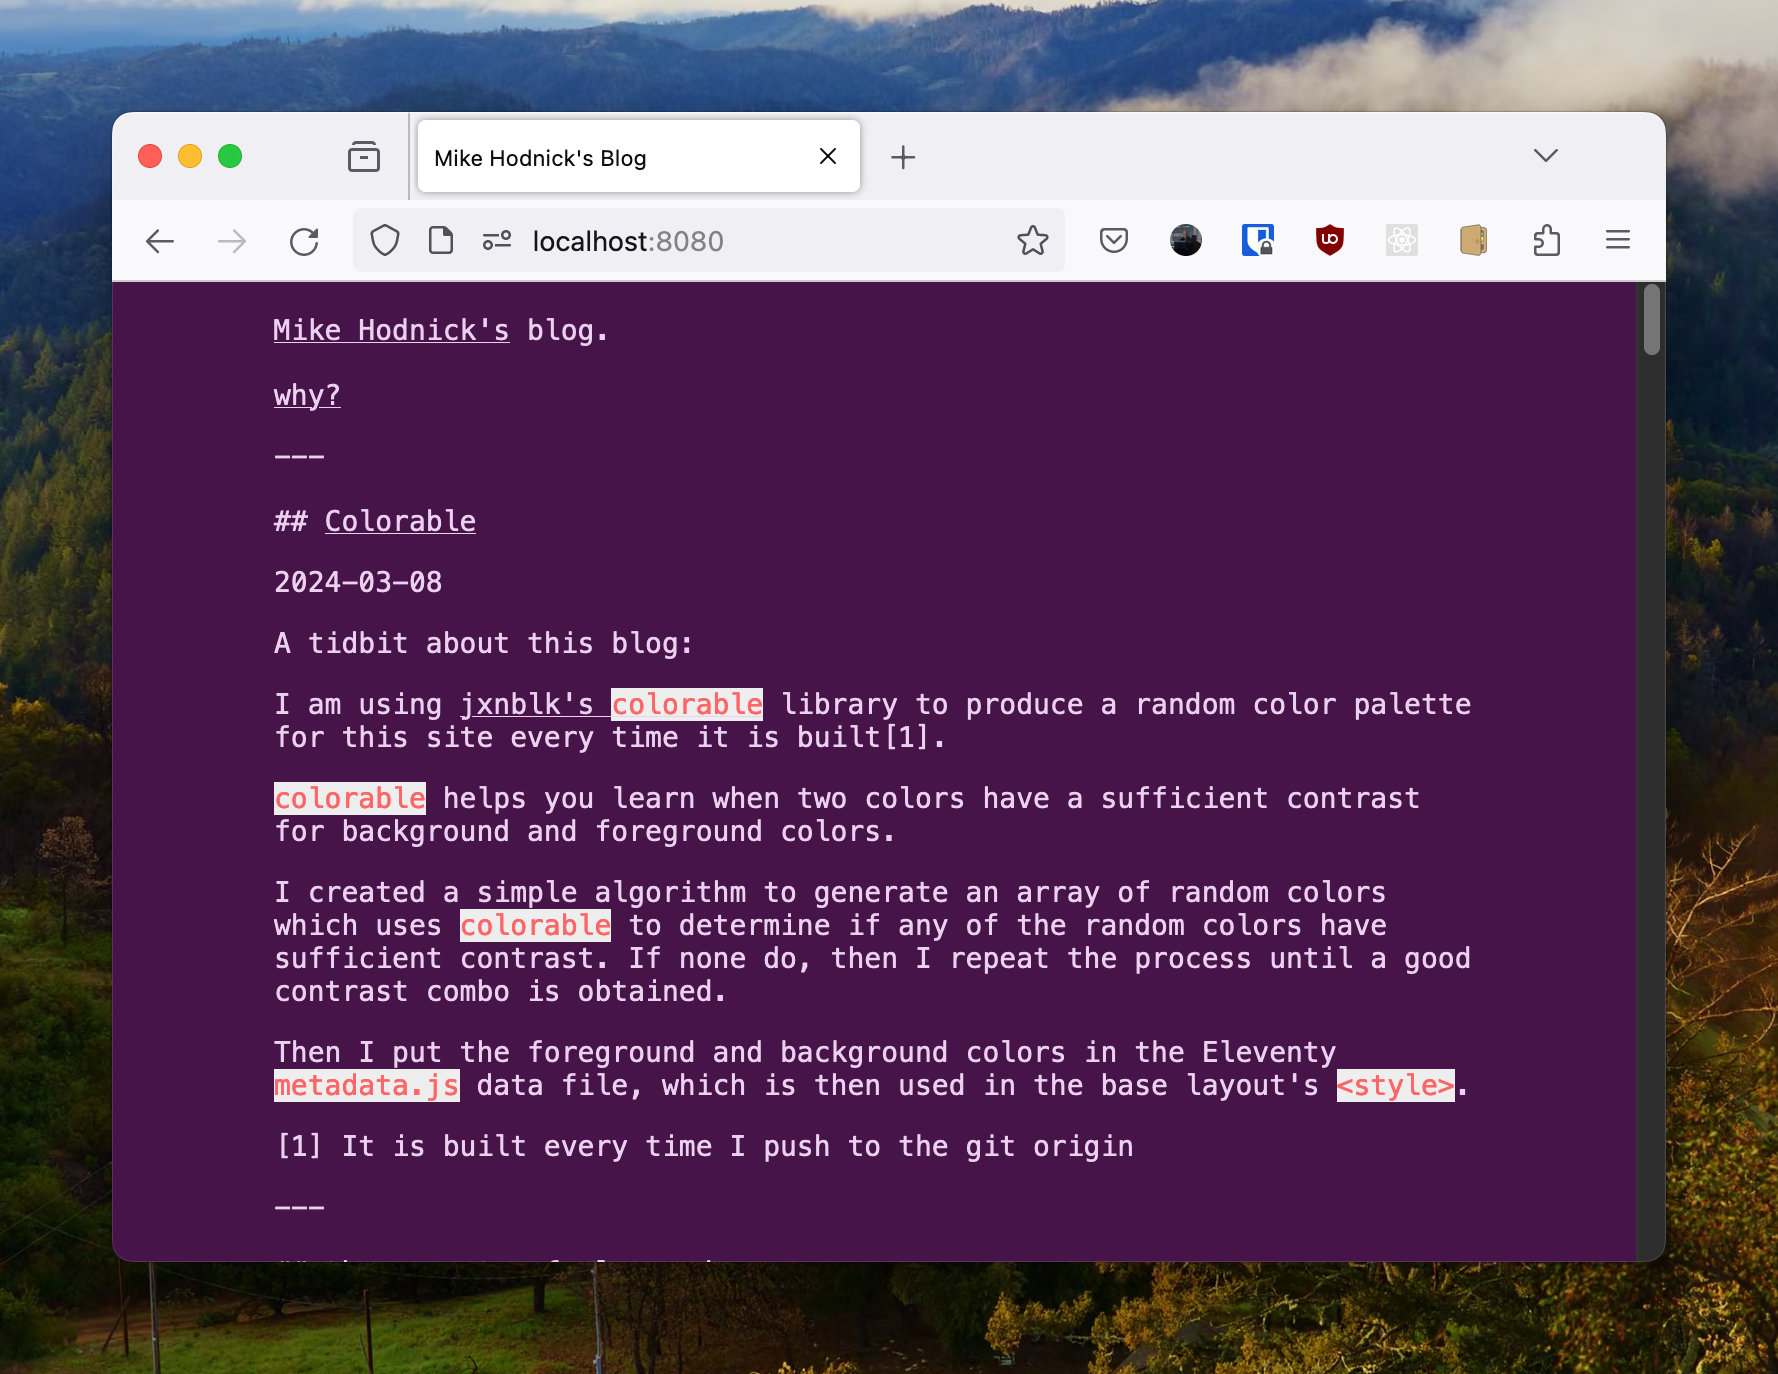 Mike Hodnick's Blog
localhost:8080
Mike Hodnick's blog.
why?
---
## Colorable
2024-03-08
A tidbit about this blog:
I am using jxnblk's colorable library to produce a random color palette
for this site every time it is built[1].
colorable helps you learn when two colors have a sufficient contrast
for background and foreground colors.
I created a simple algorithm to generate an array of random colors
which uses colorable to determine if any of the random colors have
sufficient contrast. If none do, then I repeat the process until a good
contrast combo is obtained.
Then I put the foreground and background colors in the Eleventy
metadata.js data file, which is then used in the base layout's <style>.
[1] It is built every time I push to the git origin
---